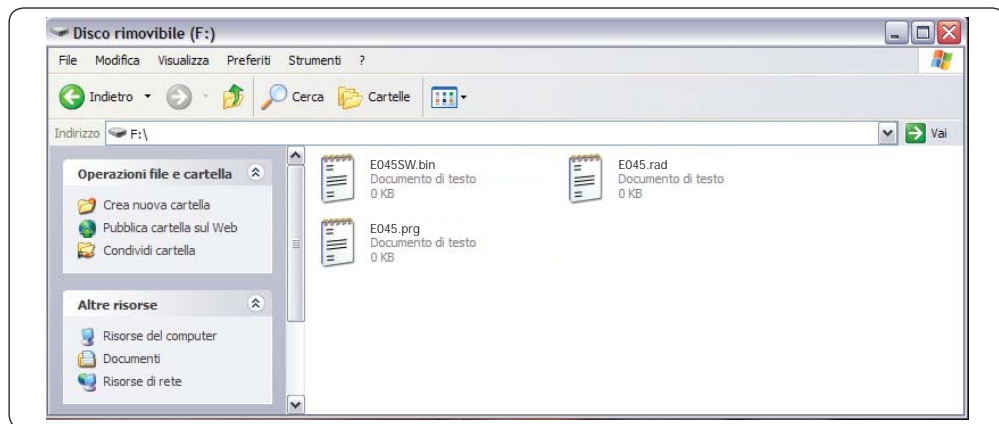 Disco rimovibile (F:)
File Modifica Visualizza Preferiti Strumenti ?
Indietro Cerca Cartelle
Indirizzo F:\ Vai
Operazioni file e cartella
Crea nuova cartella
Pubblica cartella sul Web
Condividi cartella
Altre risorse
Risorse del computer
Documenti
Risorse di rete
E045SW.bin
Documento di testo
0 KB
E045.rad
Documento di testo
0 KB
E045.prg
Documento di testo
0 KB